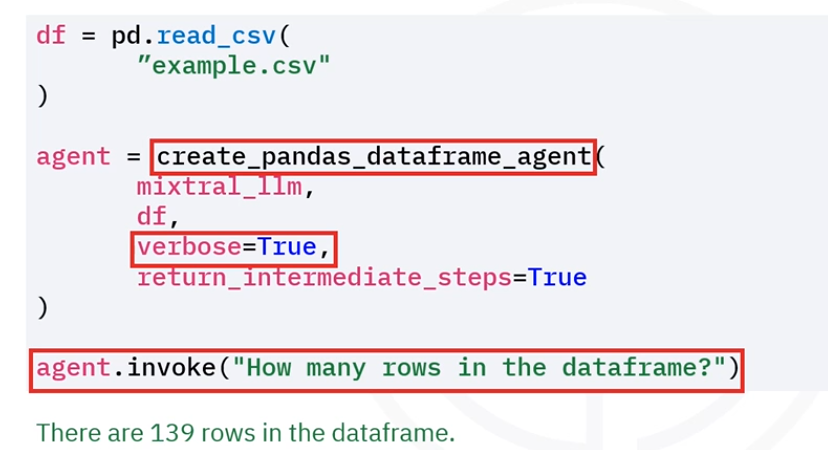 df = pd.read_csv(
"example.csv"
)
agent = create_pandas_dataframe_agent(
mixtral_llm,
df,
verbose=True,
return_intermediate_steps=True
)
agent.invoke("How many rows in the dataframe?")
There are 139 rows in the dataframe.